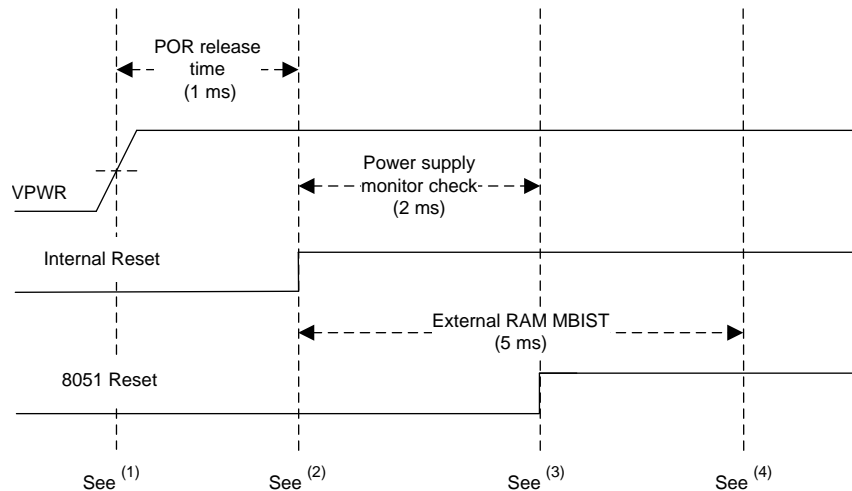 POR release
time
(1 ms)
Power supply
monitor check
(2 ms)
VPWR
Internal Reset
External RAM MBIST
(5 ms)
8051 Reset
See (1)
See (2)
See (3)
See (4)